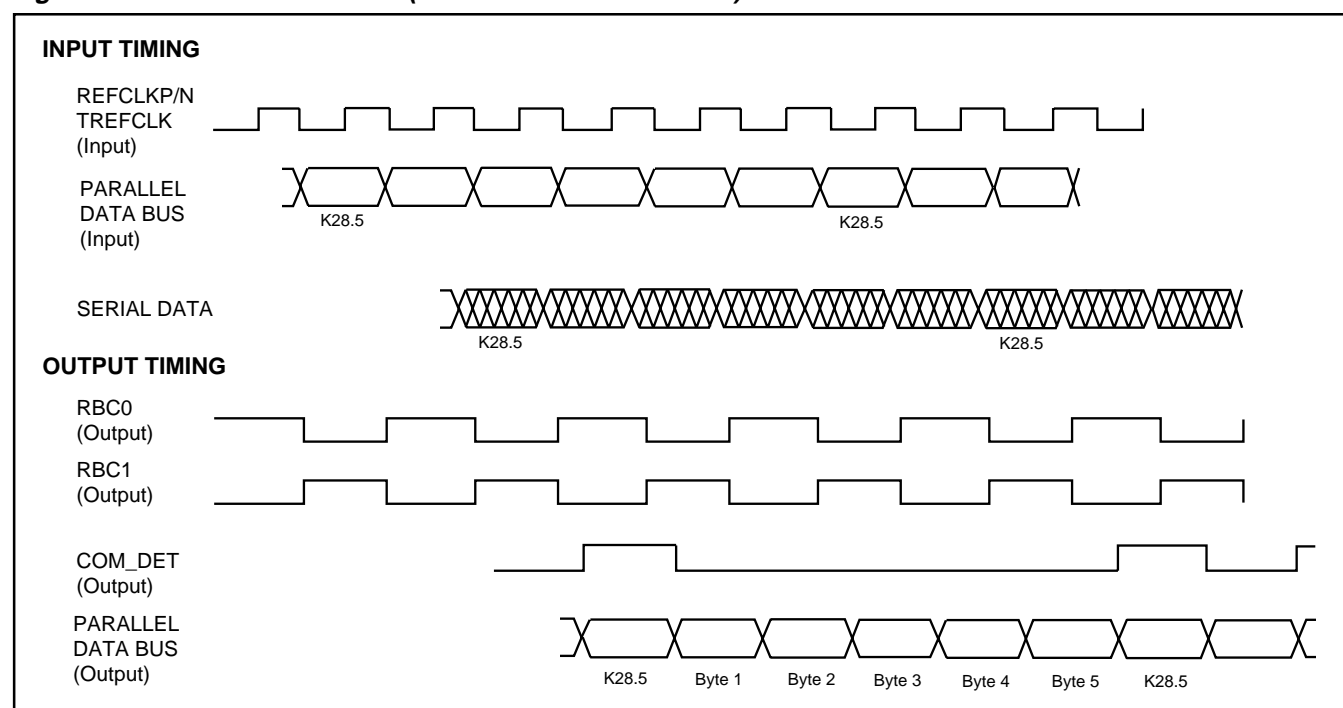 INPUT TIMING
REFCLKP/N
TREFCLK
(Input)
PARALLEL
DATA BUS
(Input)
K28.5 K28.5
SERIAL DATA
K28.5 K28.5
OUTPUT TIMING
RBC0
(Output)
RBC1
(Output)
COM_DET
(Output)
PARALLEL
DATA BUS
(Output)
K28.5 Byte 1 Byte 2 Byte 3 Byte 4 Byte 5 K28.5